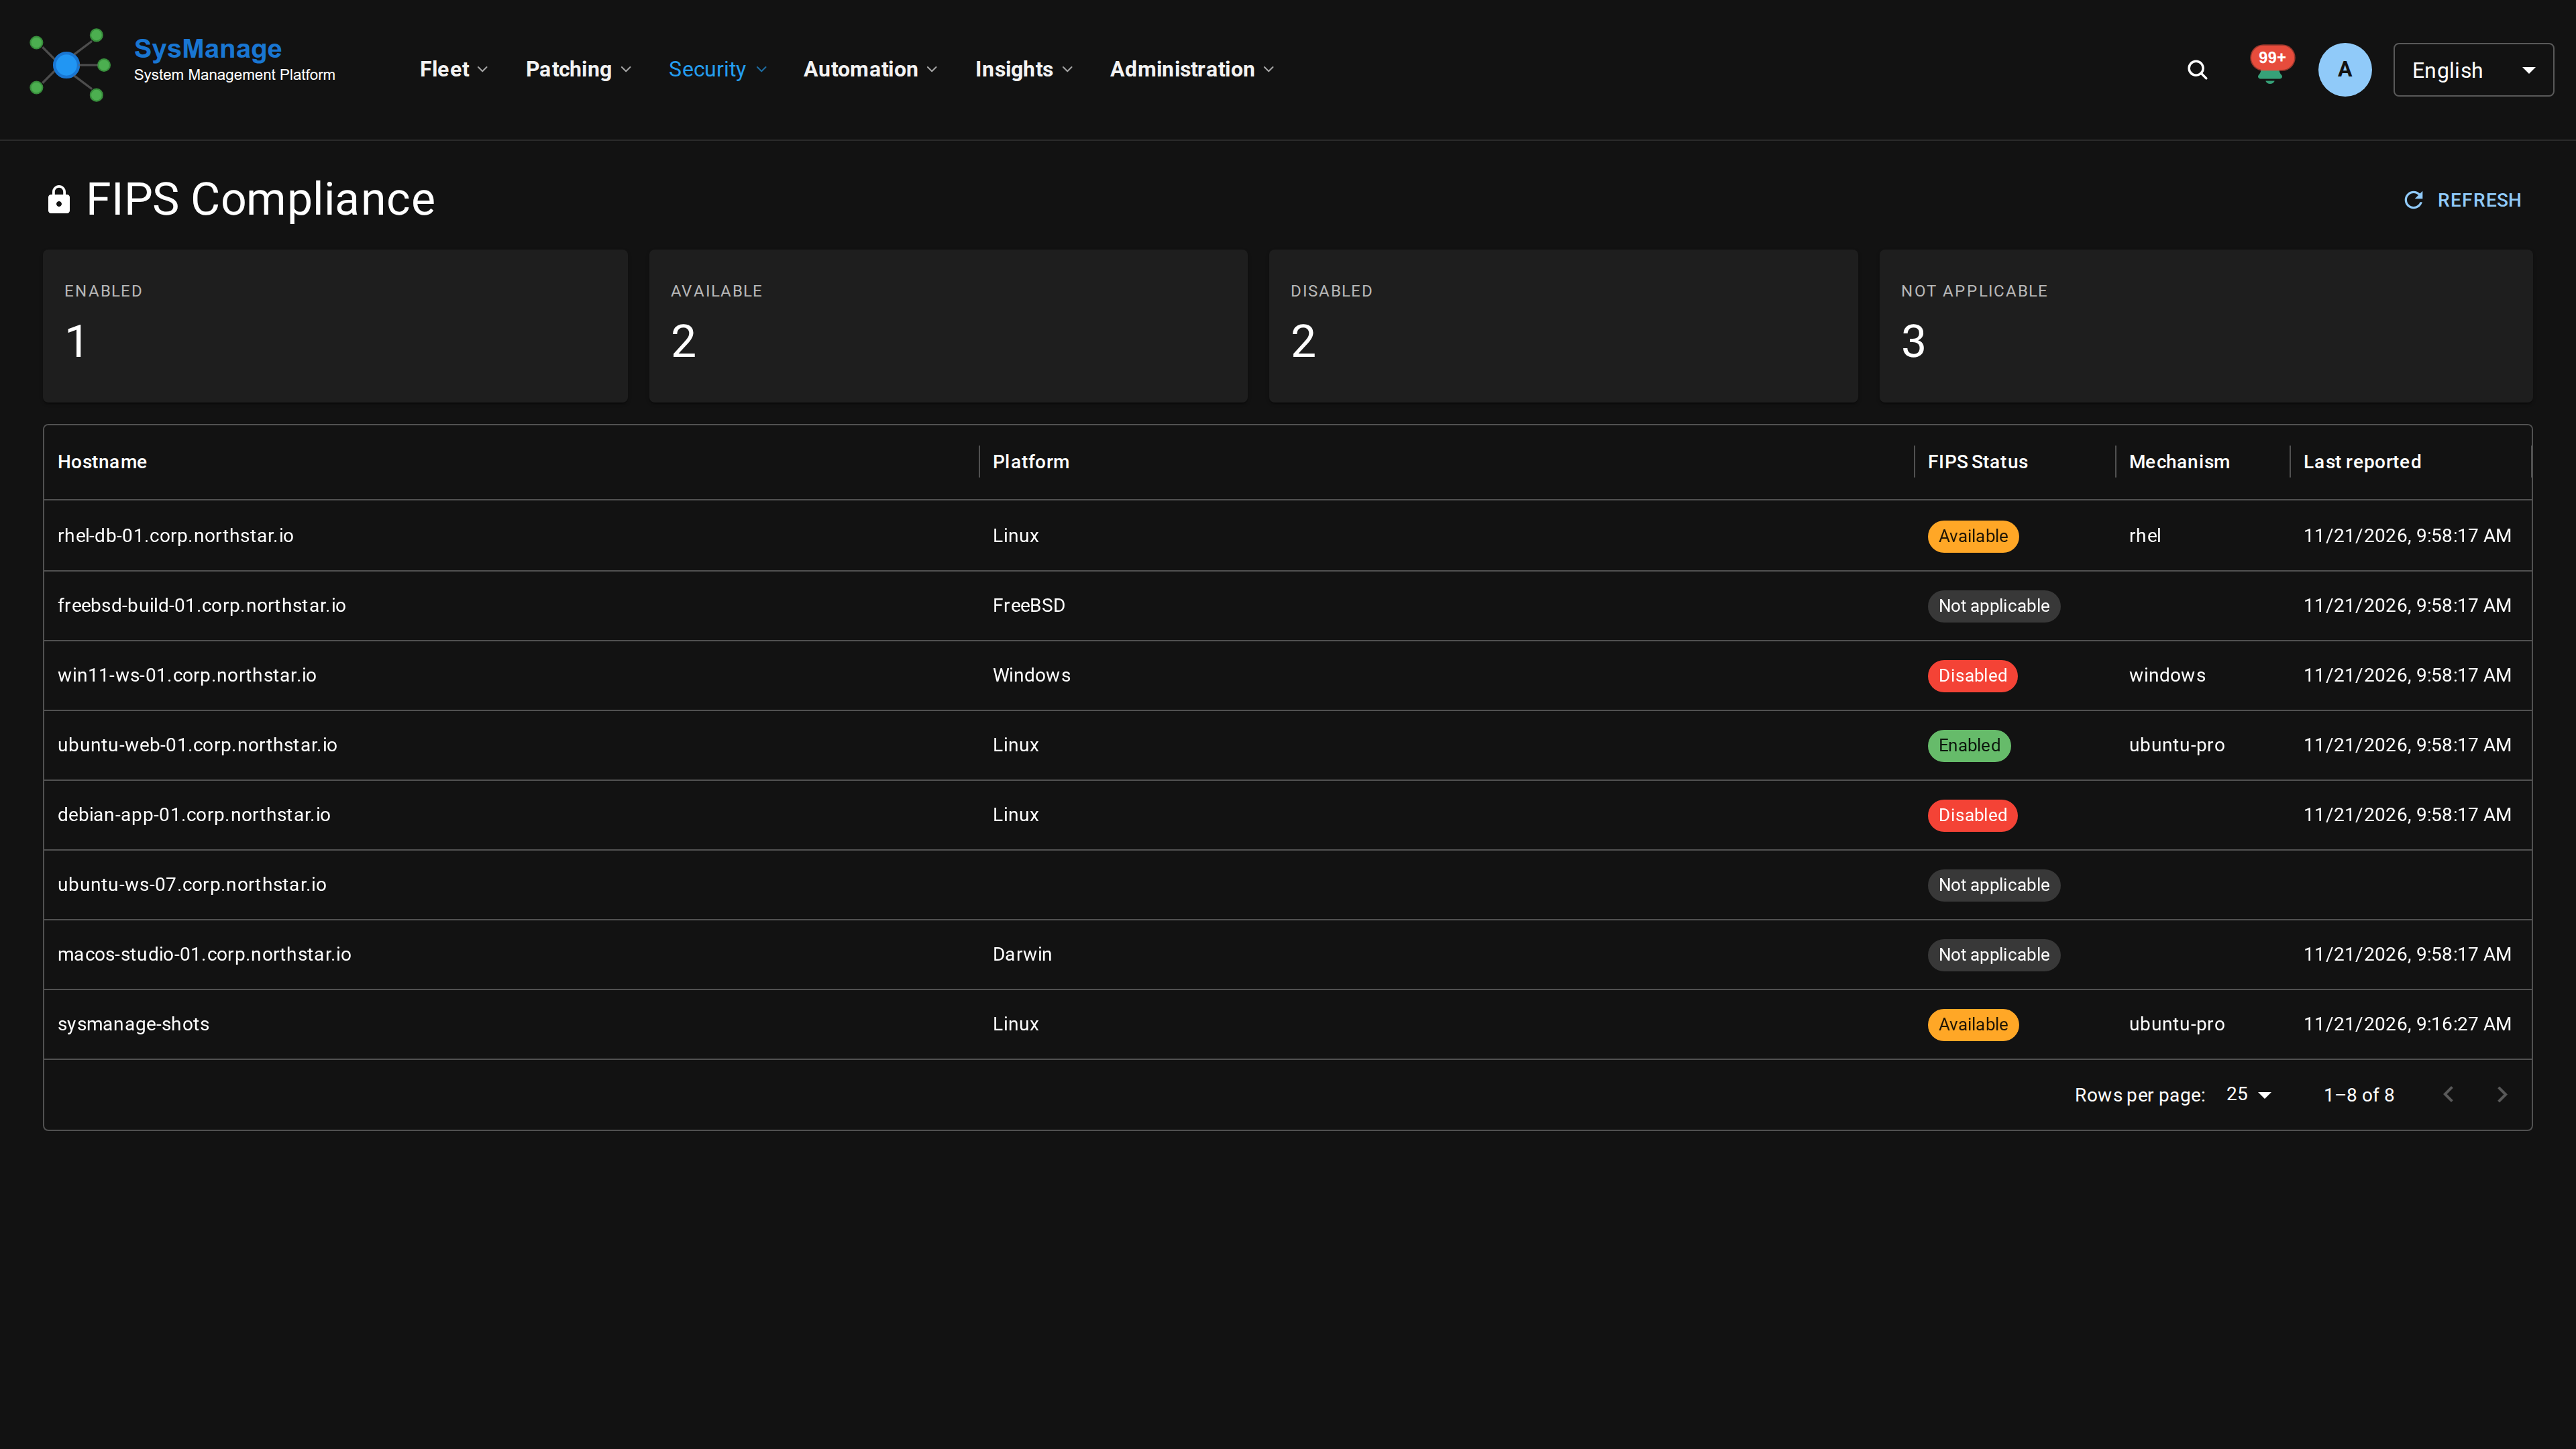 SysManage
System Management Platform
Fleet Patching Security Automation Insights Administration
99+
A
English
FIPS Compliance
REFRESH
ENABLED
1
AVAILABLE
2
DISABLED
2
NOT APPLICABLE
3
Hostname Platform FIPS Status Mechanism Last reported
rhel-db-01.corp.northstar.io Linux Available rhel 11/21/2026, 9:58:17 AM
freebsd-build-01.corp.northstar.io FreeBSD Not applicable 11/21/2026, 9:58:17 AM
win11-ws-01.corp.northstar.io Windows Disabled windows 11/21/2026, 9:58:17 AM
ubuntu-web-01.corp.northstar.io Linux Enabled ubuntu-pro 11/21/2026, 9:58:17 AM
debian-app-01.corp.northstar.io Linux Disabled 11/21/2026, 9:58:17 AM
ubuntu-ws-07.corp.northstar.io Not applicable
macos-studio-01.corp.northstar.io Darwin Not applicable 11/21/2026, 9:58:17 AM
sysmanage-shots Linux Available ubuntu-pro 11/21/2026, 9:16:27 AM
Rows per page: 25 1–8 of 8